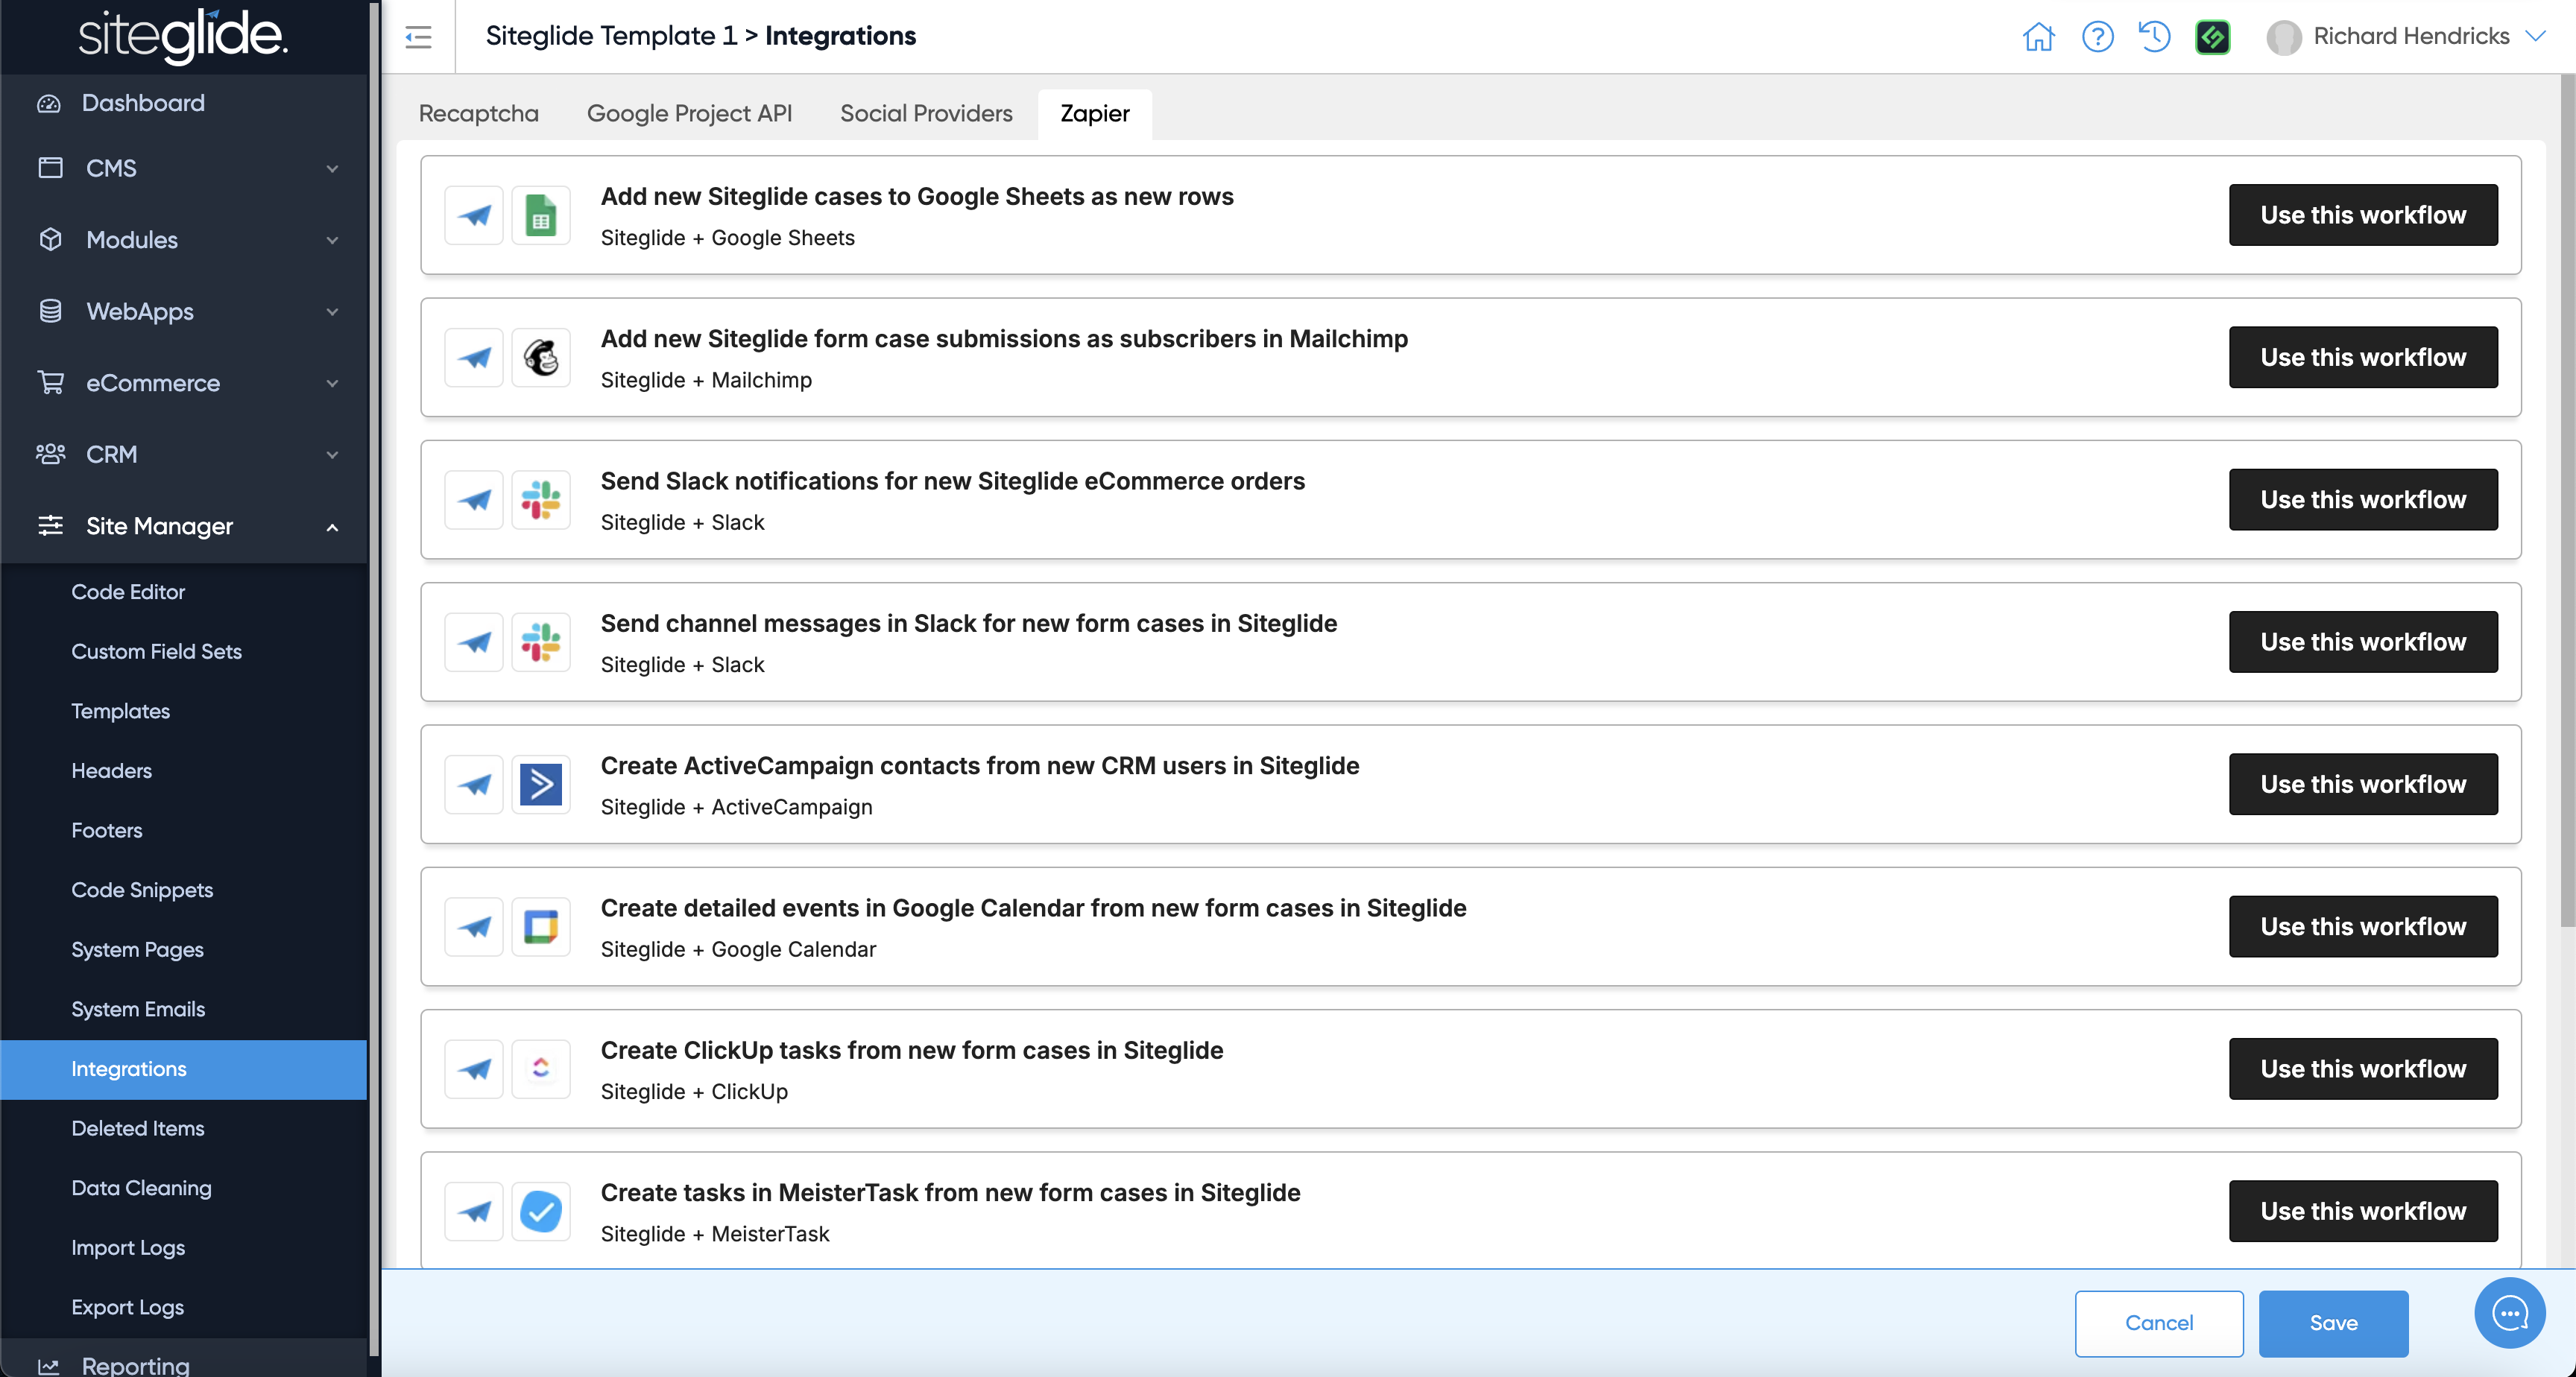 siteglide.
Dashboard
CMS
Modules
WebApps
eCommerce
CRM
Site Manager
Code Editor
Custom Field Sets
Templates
Headers
Footers
Code Snippets
System Pages
System Emails
Integrations
Deleted Items
Data Cleaning
Import Logs
Export Logs
Reporting
Siteglide Template 1 > Integrations
Richard Hendricks
Recaptcha
Google Project API
Social Providers
Zapier
Add new Siteglide cases to Google Sheets as new rows
Siteglide + Google Sheets
Use this workflow
Add new Siteglide form case submissions as subscribers in Mailchimp
Siteglide + Mailchimp
Use this workflow
Send Slack notifications for new Siteglide eCommerce orders
Siteglide + Slack
Use this workflow
Send channel messages in Slack for new form cases in Siteglide
Siteglide + Slack
Use this workflow
Create ActiveCampaign contacts from new CRM users in Siteglide
Siteglide + ActiveCampaign
Use this workflow
Create detailed events in Google Calendar from new form cases in Siteglide
Siteglide + Google Calendar
Use this workflow
Create ClickUp tasks from new form cases in Siteglide
Siteglide + ClickUp
Use this workflow
Create tasks in MeisterTask from new form cases in Siteglide
Siteglide + MeisterTask
Use this workflow
Cancel
Save